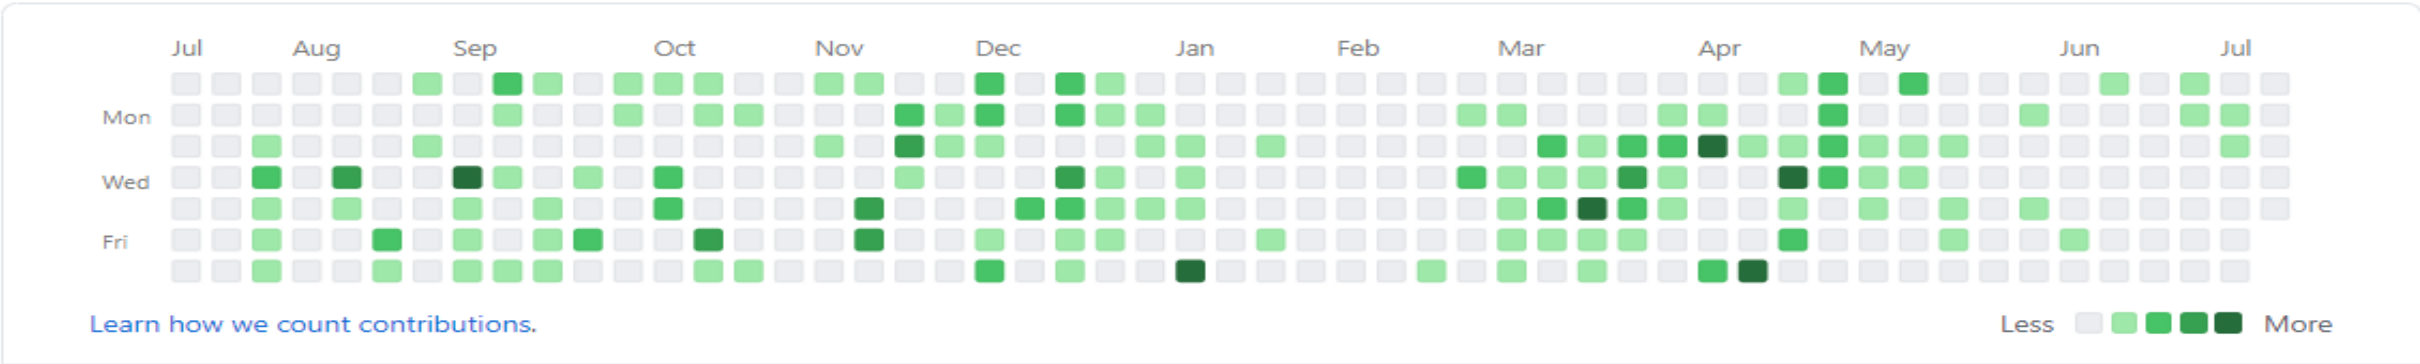 Jul Aug Sep Oct Nov Dec Jan Feb Mar Apr May Jun Jul
Mon
Wed
Fri
Learn how we count contributions. Less More